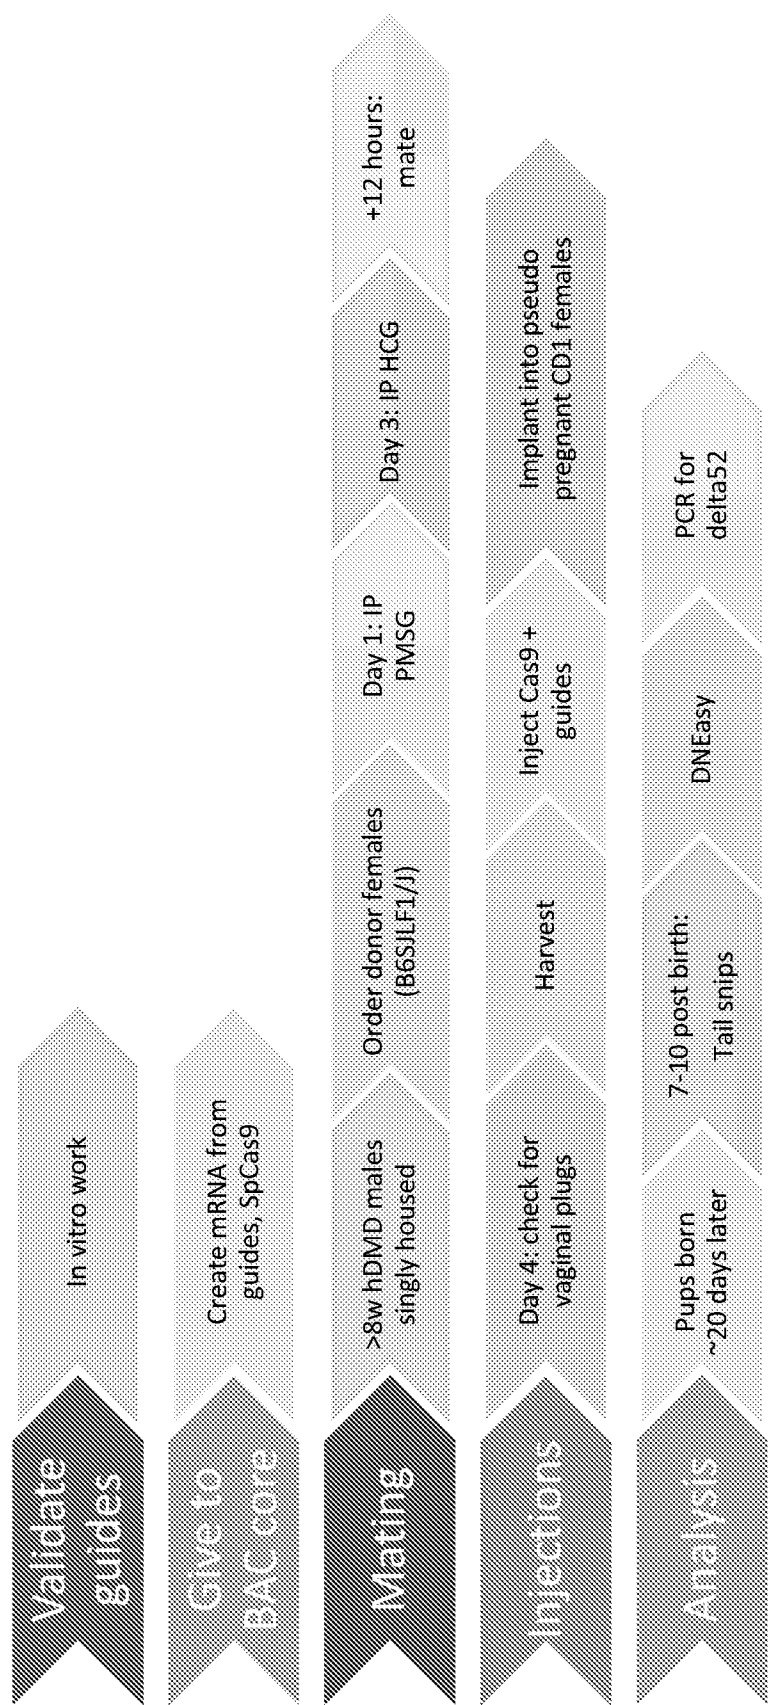 Validate
guides
In vitro work
Give to
BAC core
Create mRNA from
guides, SpCas9
Mating
>8w hDMD males
singly housed
Order donor females
(B6SJLF1/J)
Day 1: IP
PMSG
Day 3: IP HCG
+12 hours:
mate
Injections
Day 4: check for
vaginal plugs
Harvest
Inject Cas9 +
guides
Implant into pseudo
pregnant CD1 females
Analysis
Pups born
~20 days later
7-10 post birth:
Tail snips
DNEasy
PCR for
delta52